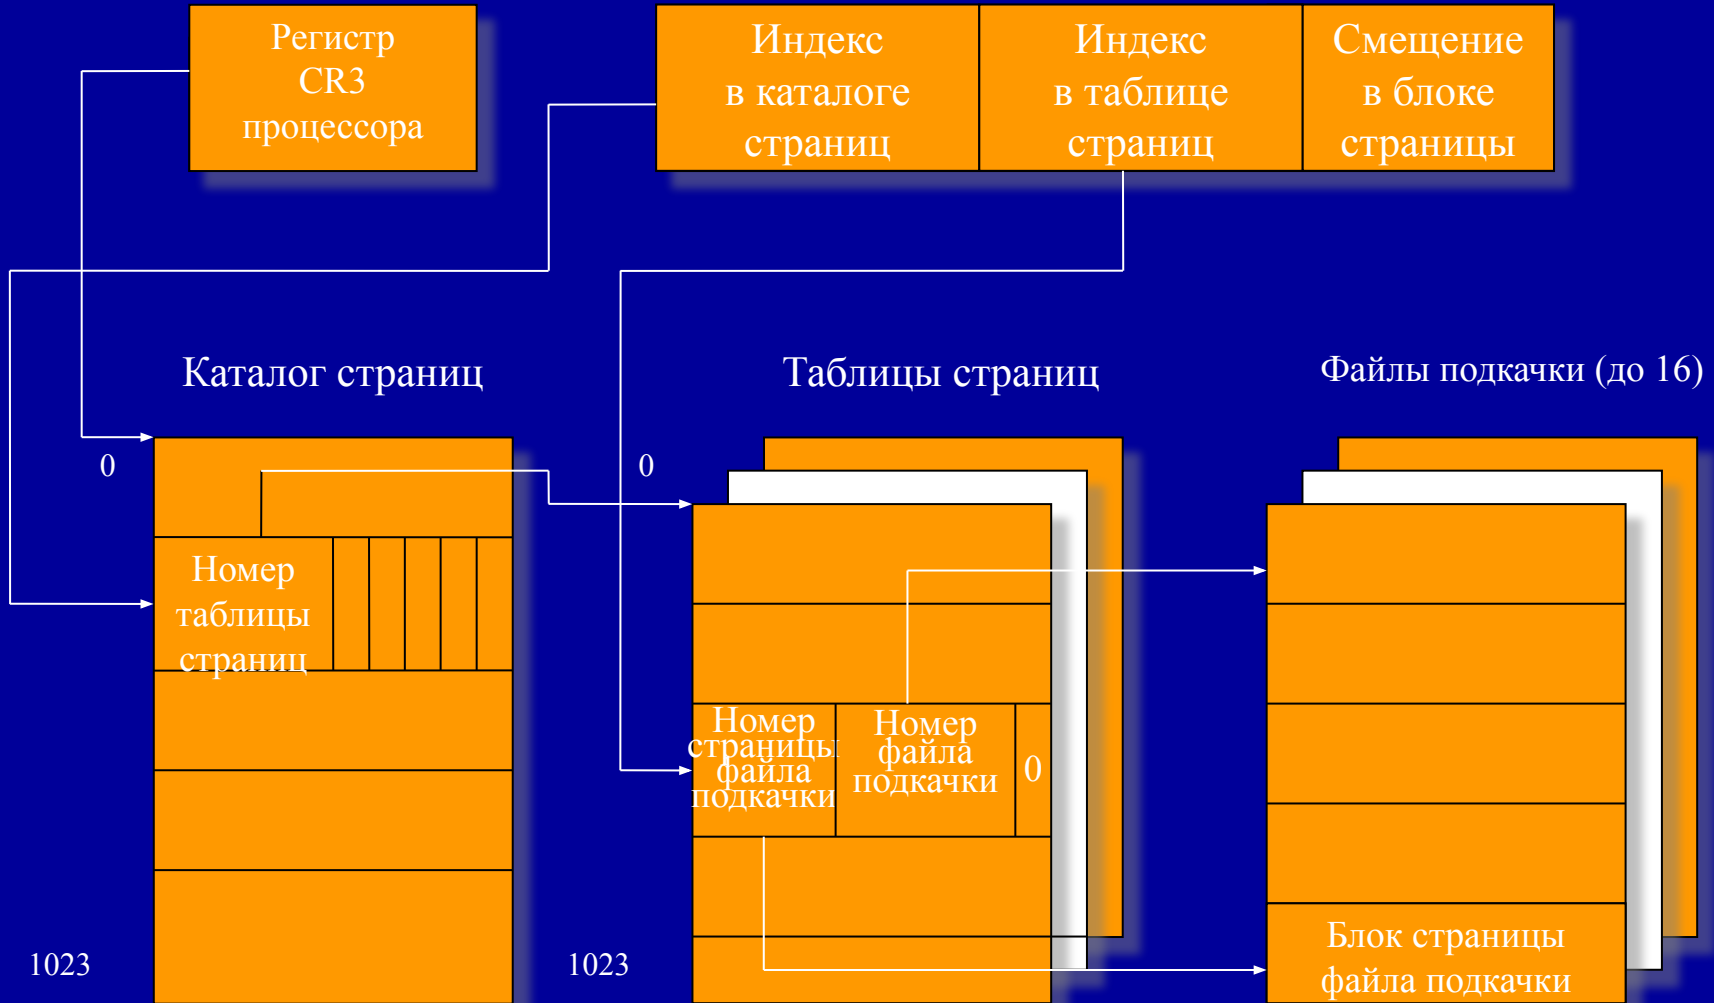 Регистр
CR3
процессора
Индекс
в каталоге
страниц
Индекс
в таблице
страниц
Смещение
в блоке
страницы
Каталог страниц
Таблицы страниц
Файлы подкачки (до 16)
0
0
Номер
таблицы
страниц
Номер
страницы
файла
подкачки
Номер
файла
подкачки
0
Блок страницы
файла подкачки
1023
1023